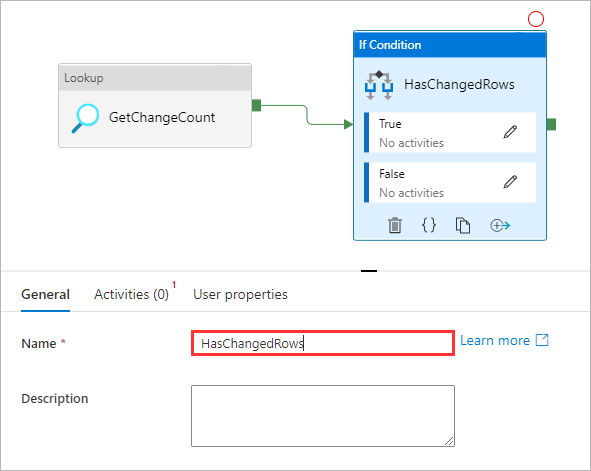 Lookup
GetChangeCount
If Condition
HasChangedRows
True
No activities
False
No activities
{}
General
Activities (0)
1
User properties
Name *
HasChangedRows
Learn more
Description